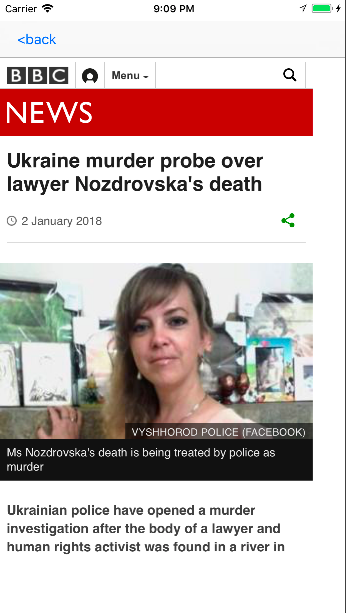 Carrier 9:09 PM
<back
BBC Menu
NEWS
Ukraine murder probe over
lawyer Nozdrovska's death
2 January 2018
VYSHHOROD POLICE (FACEBOOK)
Ms Nozdrovska's death is being treated by police as
murder
Ukrainian police have opened a murder
investigation after the body of a lawyer and
human rights activist was found in a river in